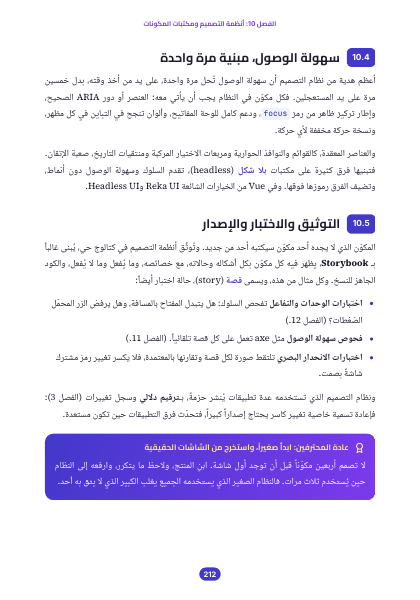 الفصل 10: أنظمة التصميم ومكتبات المكونات
10.4 سهولة الوصول، مبنية مرة واحدة
أعظم هدية من نظام التصميم أن سهولة الوصول تُحل مرة واحدة، على يد من أخذ وقته، بدل خمسين
مرة على يد المستعجلين. فكل مكوّن في النظام يجب أن يأتي معه: العنصر أو دور ARIA الصحيح،
وإطار تركيز ظاهر من رمز focus، ودعم كامل للوحة المفاتيح، وألوان تنجح في التباين في كل مظهر،
ونسخة حركة مخففة لأي حركة.
والعناصر المعقدة، كالقوائم والنوافذ الحوارية ومربعات الاختيار المركبة ومنتقيات التاريخ، صعبة الإتقان.
فتبنيها فرق كثيرة على مكتبات بلا شكل (headless)، تقدم السلوك وسهولة الوصول دون أنماط،
وتضيف الفرق رموزها فوقها. وفي Vue من الخيارات الشائعة Reka UI و Headless UI.
10.5 التوثيق والاختبار والإصدار
المكوّن الذي لا يجده أحد مكوّن سيكتبه أحد من جديد. وتُوثَّق أنظمة التصميم في كتالوج حي، يُبنى غالباً
بـ Storybook، يظهر فيه كل مكوّن بكل أشكاله وحالاته، مع خصائصه، وما يُفعل وما لا يُفعل، والكود
الجاهز للنسخ. وكل مثال من هذه، ويسمى قصة (story)، حالة اختبار أيضاً:
• اختبارات الوحدات والتفاعل تفحص السلوك: هل يتبدل المفتاح بالمسافة، وهل يرفض الزر المحمّل
الضغطات؟ (الفصل 12.)
• فحوص سهولة الوصول مثل axe تعمل على كل قصة تلقائياً. (الفصل 11.)
• اختبارات الانحدار البصري تلتقط صورة لكل قصة وتقارنها بالمعتمدة، فلا يكسر تغيير رمز مشترك
شاشةً بصمت.
ونظام التصميم الذي تستخدمه عدة تطبيقات يُنشر حزمةً، بترقيم دلالي وسجل تغييرات (الفصل 3):
فإعادة تسمية خاصية تغيير كاسر يحتاج إصداراً كبيراً، فتحدّث فرق التطبيقات حين تكون مستعدة.
عادة المحترفين: ابدأ صغيراً، واستخرج من الشاشات الحقيقية
لا تصمم أربعين مكوّناً قبل أن توجد أول شاشة. ابنِ المنتج، ولاحظ ما يتكرر، وارفعه إلى النظام
حين يُستخدم ثلاث مرات. فالنظام الصغير الذي يستخدمه الجميع يغلب الكبير الذي لا يثق به أحد.
212